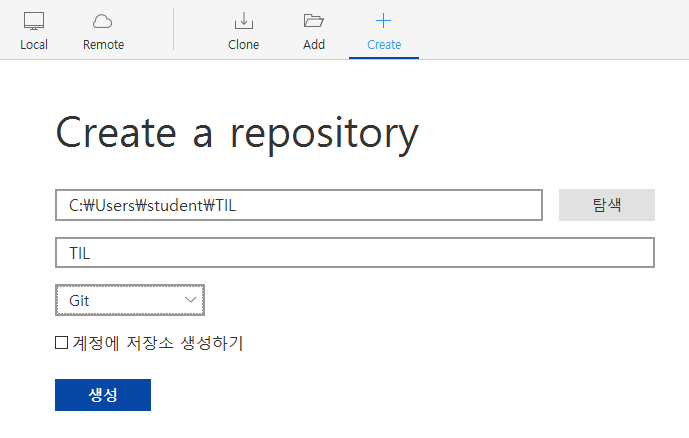 Local Remote Clone Add Create
Create a repository
C:₩Users₩student₩TIL 탐색
TIL
Git
계정에 저장소 생성하기
생성